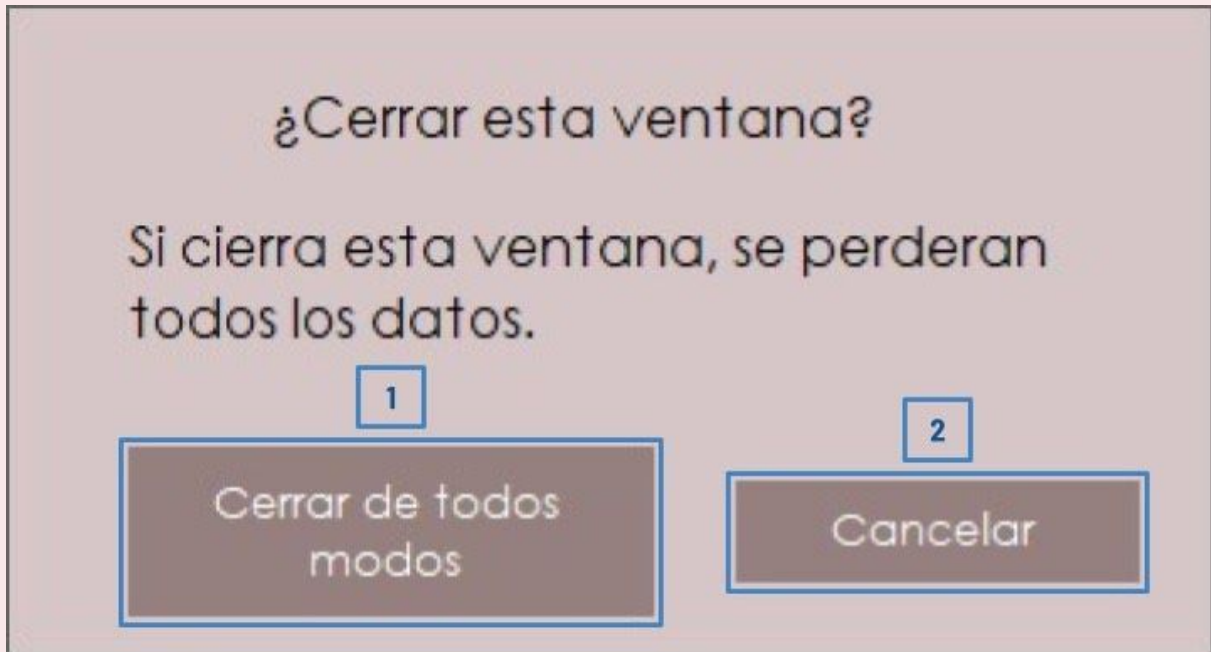 ¿Cerrar esta ventana?
Si cierra esta ventana, se perderan
todos los datos.
1
2
Cerrar de todos
modos
Cancelar